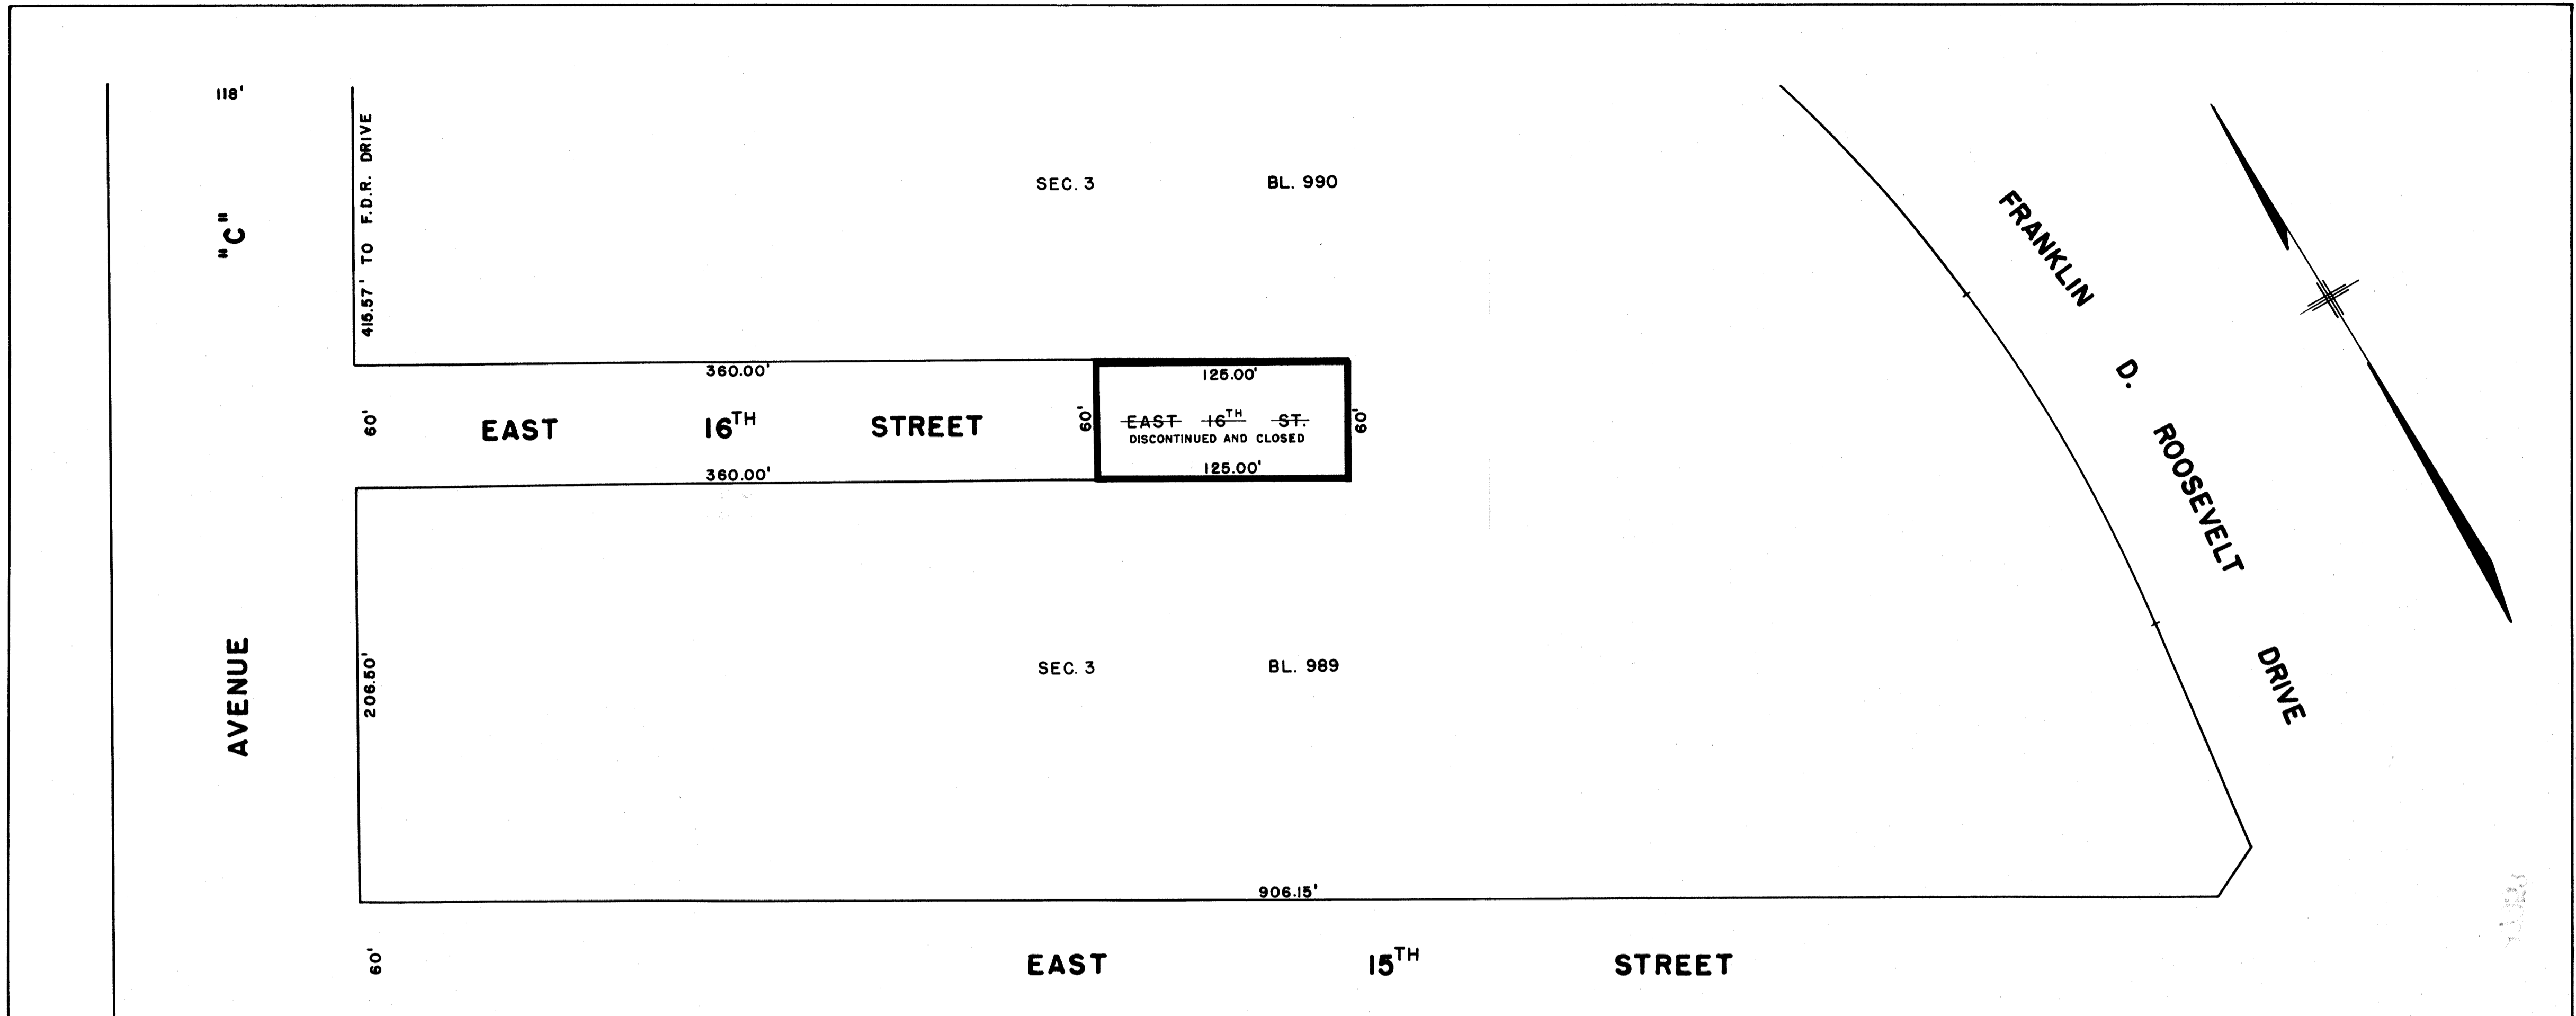 118'
AVENUE "C"
415.57' TO F.D.R. DRIVE
SEC. 3 BL. 990
FRANKLIN D. ROOSEVELT DRIVE
360.00'
125.00'
60'
EAST 16TH STREET
60'
EAST 16TH ST.
DISCONTINUED AND CLOSED
60'
360.00'
125.00'
206.50'
SEC. 3 BL. 989
906.15'
60'
EAST 15TH STREET